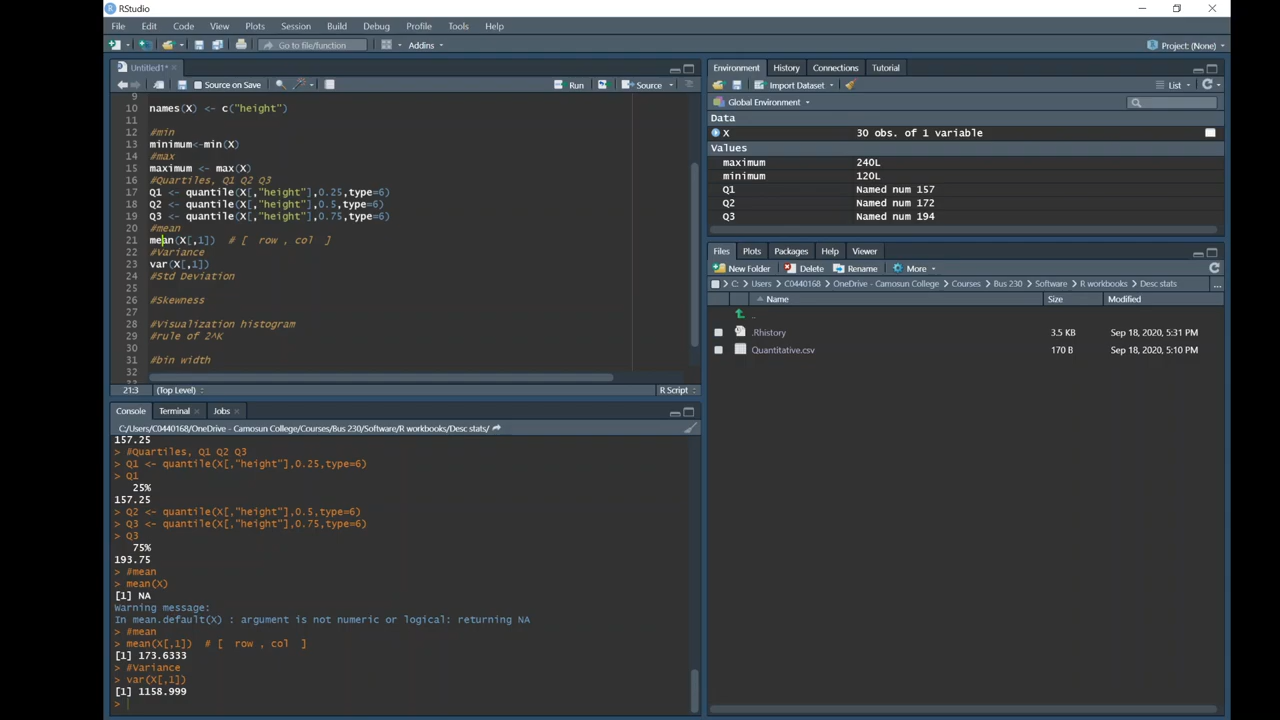 RStudio
File Edit Code View Plots Session Build Debug Profile Tools Help
Go to file/function Addins Project: (None)
Untitled1*
Source on Save Run Source
9
10 names(X) <- c("height")
11
12 #min
13 minimum<-min(X)
14 #max
15 maximum <- max(X)
16 #Quartiles, Q1 Q2 Q3
17 Q1 <- quantile(X[,"height"],0.25,type=6)
18 Q2 <- quantile(X[,"height"],0.5,type=6)
19 Q3 <- quantile(X[,"height"],0.75,type=6)
20 #mean
21 mean(X[,1]) # [ row , col ]
22 #Variance
23 var(X[,1])
24 #Std Deviation
25
26 #Skewness
27
28 #Visualization histogram
29 #rule of 2^K
30
31 #bin width
32
21:3 (Top Level) R Script
Console Terminal Jobs
C:/Users/C0440168/OneDrive - Camosun College/Courses/Bus 230/Software/R workbooks/Desc stats/
157.25
> #Quartiles, Q1 Q2 Q3
> Q1 <- quantile(X[,"height"],0.25,type=6)
> Q1
25%
157.25
> Q2 <- quantile(X[,"height"],0.5,type=6)
> Q3 <- quantile(X[,"height"],0.75,type=6)
> Q3
75%
193.75
> #mean
> mean(X)
[1] NA
Warning message:
In mean.default(X) : argument is not numeric or logical: returning NA
> #mean
> mean(X[,1]) # [ row , col ]
[1] 173.6333
> #Variance
> var(X[,1])
[1] 1158.999
>
Environment History Connections Tutorial
Import Dataset List
Global Environment
Data
X 30 obs. of 1 variable
Values
maximum 240L
minimum 120L
Q1 Named num 157
Q2 Named num 172
Q3 Named num 194
Files Plots Packages Help Viewer
New Folder Delete Rename More
C: Users C0440168 OneDrive - Camosun College Courses Bus 230 Software R workbooks Desc stats ...
Name Size Modified
..
.Rhistory 3.5 KB Sep 18, 2020, 5:31 PM
Quantitative.csv 170 B Sep 18, 2020, 5:10 PM